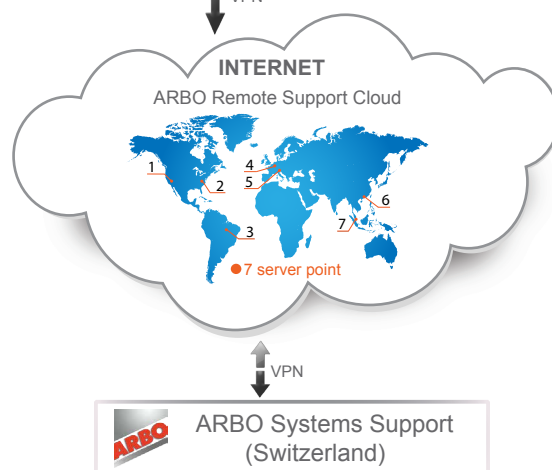 VPN
INTERNET
ARBO Remote Support Cloud
1
2
3
4
5
6
7
7 server point
VPN
ARBO
ARBO Systems Support
(Switzerland)